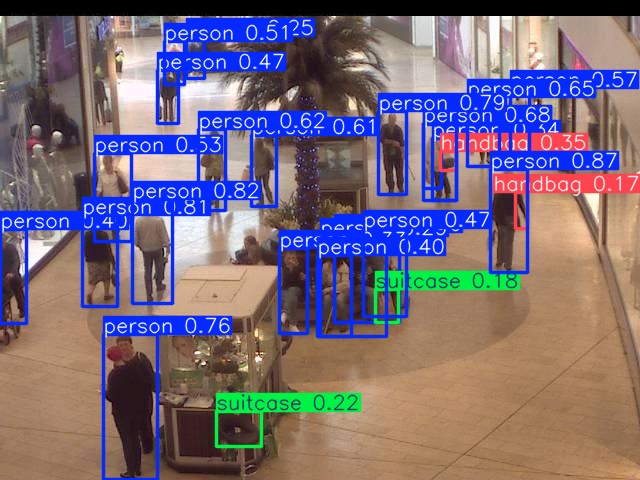 person 0.51
person 0.47
person 0.57
person 0.65
person 0.79
person 0.68
person 0.62
person 0.61
handbag 0.35
person 0.53
person 0.87
handbag 0.17
person 0.82
person 0.81
person 0.40
person 0.47
person 0.40
suitcase 0.18
person 0.76
suitcase 0.22